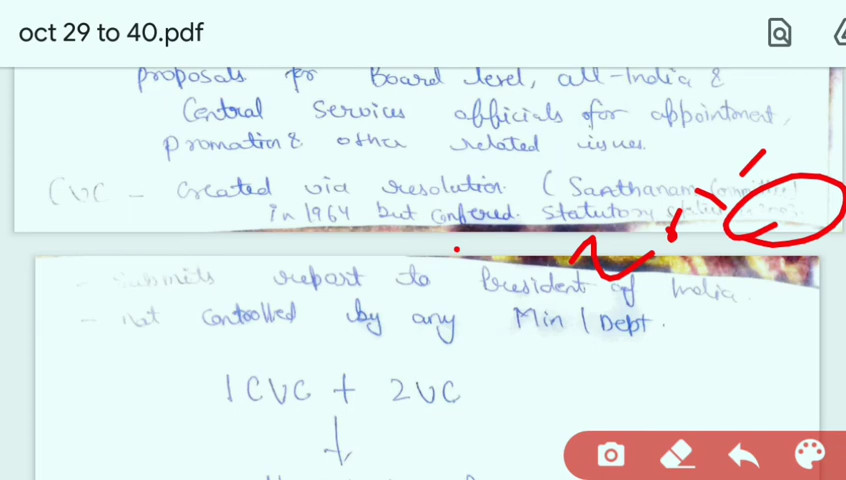 oct 29 to 40.pdf
proposals for Board level, all-India &
Central Services officials for appointment,
promotion & other related issues.
CVC - Created via resolution (Santhanam Committee)
in 1964 but confered statutory
- Submits report to President of India.
- not controlled by any Min / Dept.
1 CVC + 2 VC